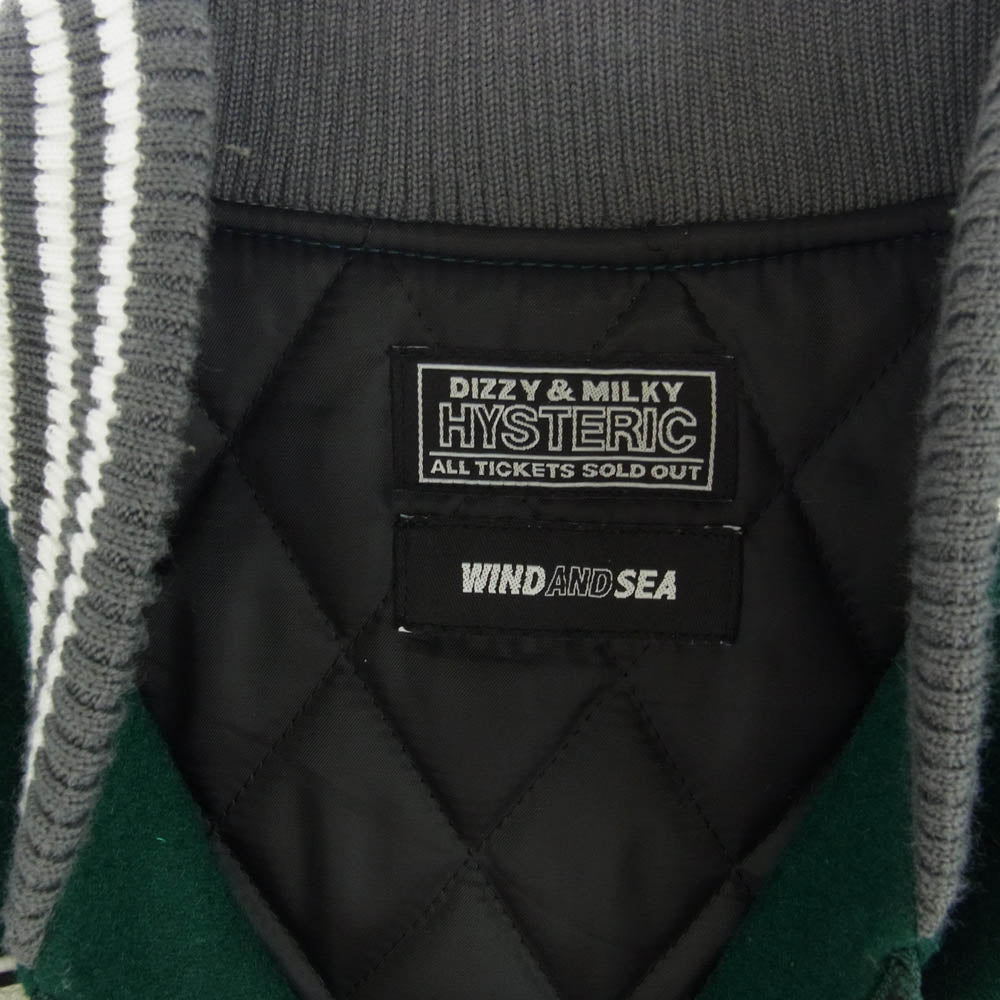 DIZZY & MILKY
HYSTERIC
ALL TICKETS SOLD OUT
WINDANDSEA